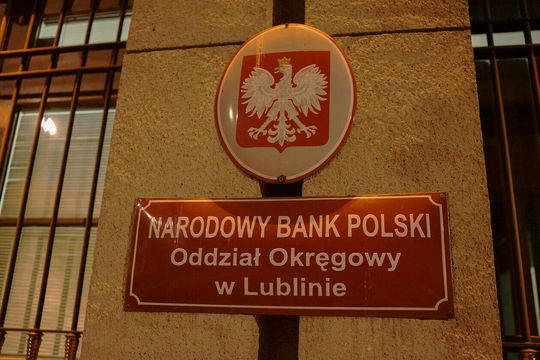 NARODOWY BANK POLSKI
Oddział Okręgowy
w Lublinie